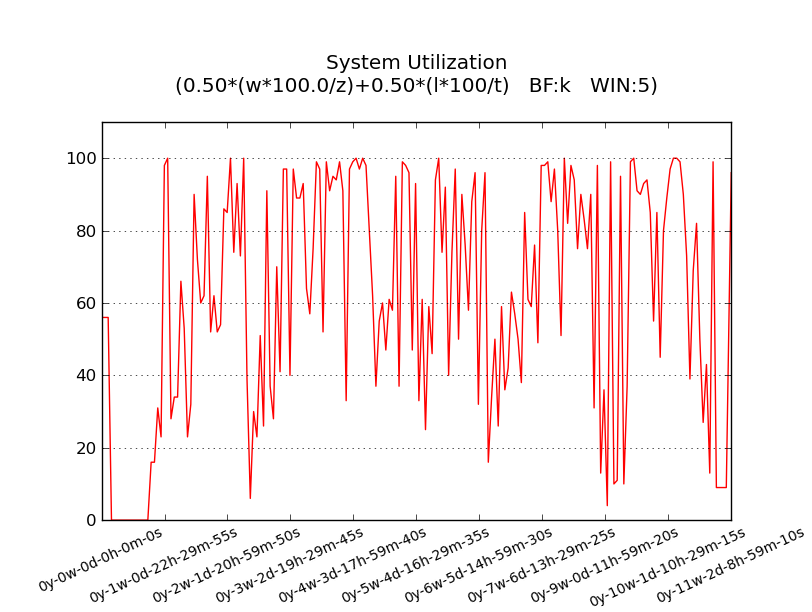 System Utilization
(0.50*(w*100.0/z)+0.50*(l*100/t) BF:k WIN:5)
100
80
60
40
20
0
0y-0w-0d-0h-0m-0s
0y-1w-0d-22h-29m-55s
0y-2w-1d-20h-59m-50s
0y-3w-2d-19h-29m-45s
0y-4w-3d-17h-59m-40s
0y-5w-4d-16h-29m-35s
0y-6w-5d-14h-59m-30s
0y-7w-6d-13h-29m-25s
0y-9w-0d-11h-59m-20s
0y-10w-1d-10h-29m-15s
0y-11w-2d-8h-59m-10s